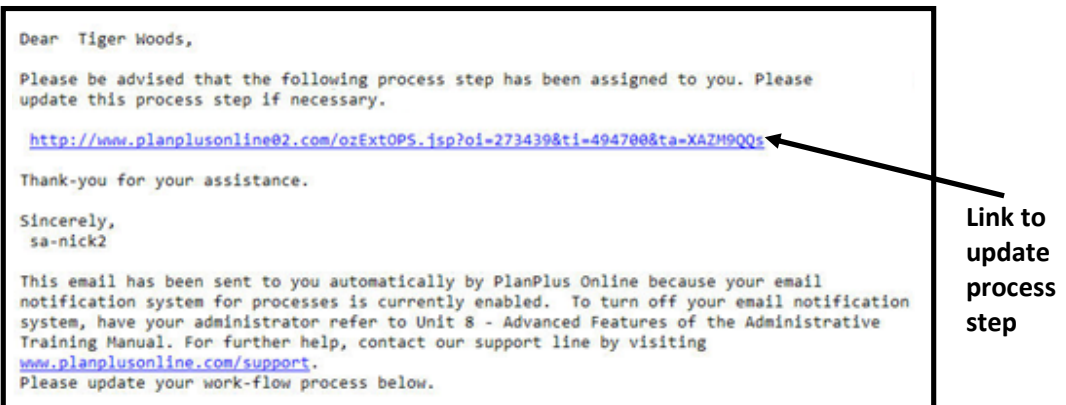 Dear Tiger Woods,
Please be advised that the following process step has been assigned to you. Please
update this process step if necessary.
http://www.planplusonline02.com/ozExtOPS.jsp?oi=273439&ti=494700&ta=XAZM9QQs
Thank-you for your assistance.
Sincerely,
sa-nick2
This email has been sent to you automatically by PlanPlus Online because your email
notification system for processes is currently enabled. To turn off your email notification
system, have your administrator refer to Unit 8 - Advanced Features of the Administrative
Training Manual. For further help, contact our support line by visiting
www.planplusonline.com/support.
Please update your work-flow process below.
Link to
update
process
step